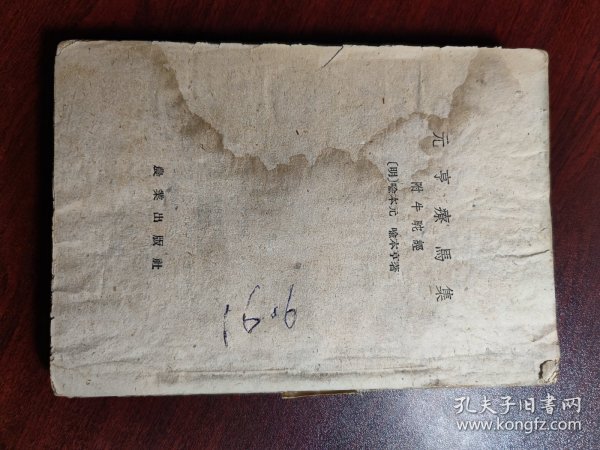 元亨療馬集
附牛駝經
〔明〕喻本元 喻本亨著
農業出版社
孔夫子旧書网
www.kongfz.com